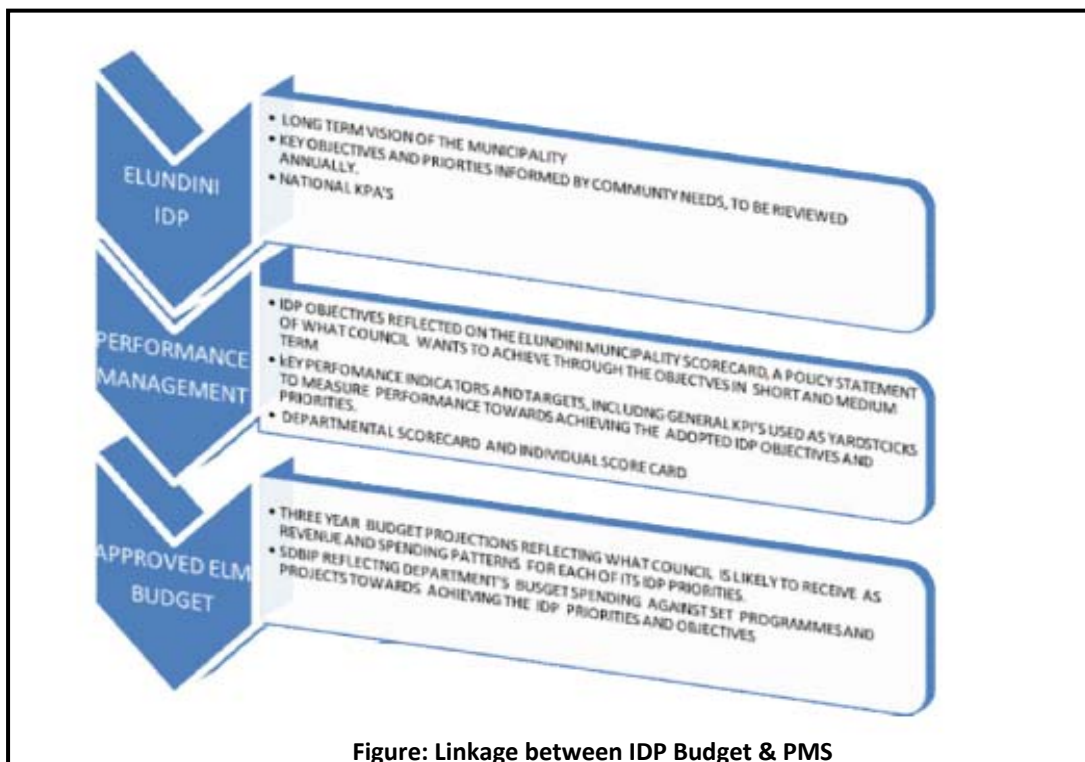 ELUNDINI
IDP
• LONG TERM VISION OF THE MUNICIPALITY
• KEY OBJECTIVES AND PRIORTIES INFORMED BY COMMUNTY NEEDS, TO BE RIEVIEWED
ANNUALLY.
• NATIONAL KPA'S
PERFORMANCE
MANAGEMENT
• IDP OBJECTIVES REFLECTED ON THE ELUNDINI MUNICIPALITY SCORECARD, A POLICY STATEMENT
OF WHAT COUNCIL WANTS TO ACHIEVE THROUGH THE OBJECTVES IN SHORT AND MEDIUM
TERM
• kEY PERFOMANCE INDICATORS AND TARGETS, INCLUDNG GENERAL KPI'S USED AS YARDSTCICKS
TO MEASURE PERFORMANCE TOWARDS ACHIEVING THE ADOPTED IDP OBJECTIVES AND
PRIORITIES.
• DEPARTMENTAL SCORECARD AND INDIVIDUAL SCORE CARD
APPROVED ELM
BUDGET
• THREE YEAR BUDGET PROJECTIONS REFLECTING WHAT COUNCIL IS LIKELY TO RECEIVE AS
REVENUE AND SPENDING PATTERNS FOR EACH OF ITS IDP PRIORITIES.
• SDBIP REFLECTNG DEPARTMENT'S BUSGET SPENDING AGAINST SET PROGRAMMES AND
PROJECTS TOWARDS ACHIEVING THE IDP PRIORITIES AND OBJECTIVES
Figure: Linkage between IDP Budget & PMS